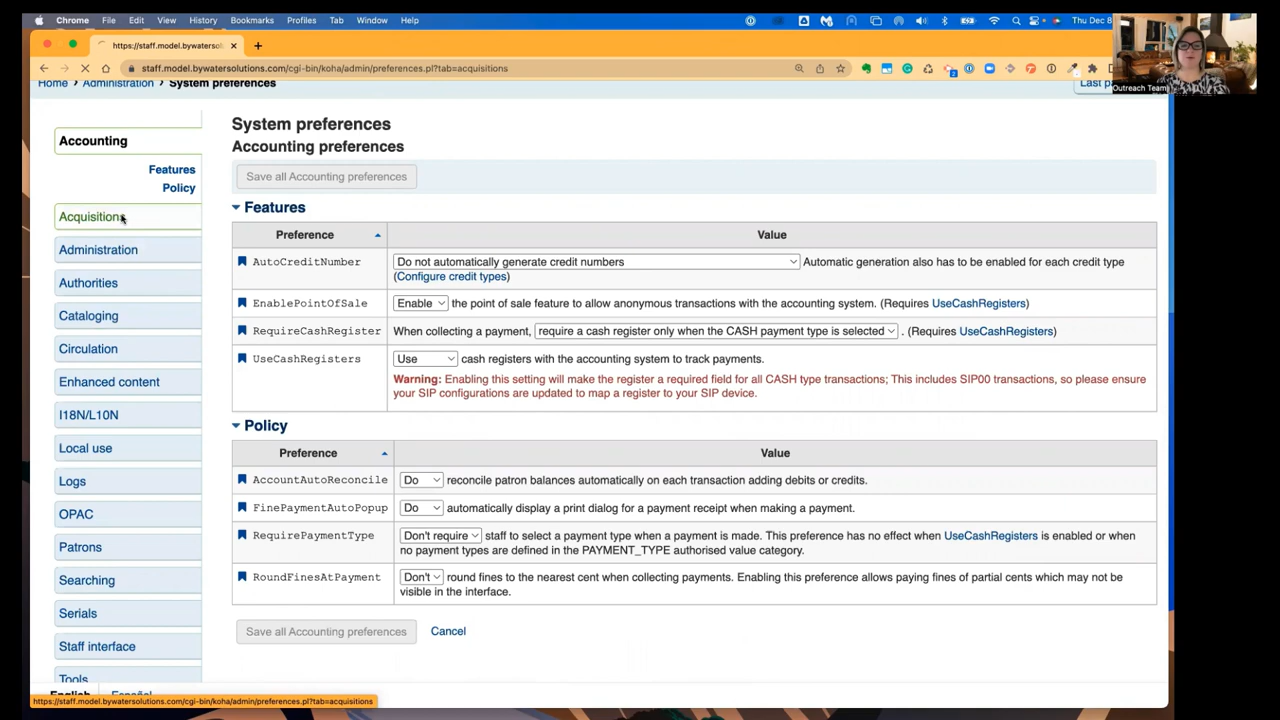 Chrome File Edit View History Bookmarks Profiles Tab Window Help Thu Dec 8
https://staff.model.bywatersol
staff.model.bywatersolutions.com/cgi-bin/koha/admin/preferences.pl?tab=acquisitions
Outreach Team
Home Administration System preferences
Accounting
Features
Policy
Acquisitions
Administration
Authorities
Cataloging
Circulation
Enhanced content
I18N/L10N
Local use
Logs
OPAC
Patrons
Searching
Serials
Staff interface
Tools
System preferences
Accounting preferences
Save all Accounting preferences
Features
Preference Value
AutoCreditNumber Do not automatically generate credit numbers Automatic generation also has to be enabled for each credit type
(Configure credit types)
EnablePointOfSale Enable the point of sale feature to allow anonymous transactions with the accounting system. (Requires UseCashRegisters)
RequireCashRegister When collecting a payment, require a cash register only when the CASH payment type is selected . (Requires UseCashRegisters)
UseCashRegisters Use cash registers with the accounting system to track payments.
Warning: Enabling this setting will make the register a required field for all CASH type transactions; This includes SIP00 transactions, so please ensure
your SIP configurations are updated to map a register to your SIP device.
Policy
Preference Value
AccountAutoReconcile Do reconcile patron balances automatically on each transaction adding debits or credits.
FinePaymentAutoPopup Do automatically display a print dialog for a payment receipt when making a payment.
RequirePaymentType Don't require staff to select a payment type when a payment is made. This preference has no effect when UseCashRegisters is enabled or when
no payment types are defined in the PAYMENT_TYPE authorised value category.
RoundFinesAtPayment Don't round fines to the nearest cent when collecting payments. Enabling this preference allows paying fines of partial cents which may not be
visible in the interface.
Save all Accounting preferences Cancel
English Español
https://staff.model.bywatersolutions.com/cgi-bin/koha/admin/preferences.pl?tab=acquisitions